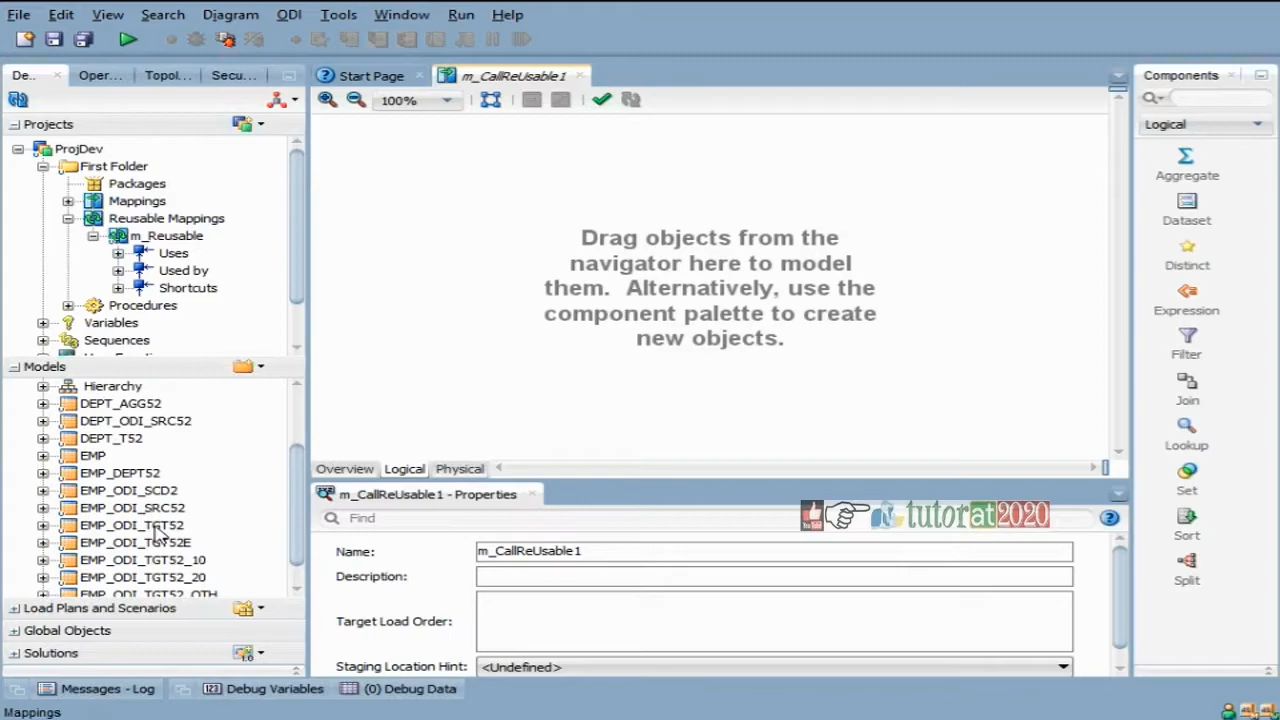 File Edit View Search Diagram ODI Tools Window Run Help
De... Oper... Topol... Secu...
Start Page
m_CallReUsable1
Components
100%
Projects
Logical
ProjDev
First Folder
Packages
Mappings
Reusable Mappings
m_Reusable
Uses
Used by
Shortcuts
Procedures
Variables
Sequences
Models
Hierarchy
DEPT_AGG52
DEPT_ODI_SRC52
DEPT_T52
EMP
EMP_DEPT52
EMP_ODI_SCD2
EMP_ODI_SRC52
EMP_ODI_TGT52
EMP_ODI_TGT52E
EMP_ODI_TGT52_10
EMP_ODI_TGT52_20
EMP_ODI_TGT52_OTH
Load Plans and Scenarios
Global Objects
Solutions
Drag objects from the
navigator here to model
them. Alternatively, use the
component palette to create
new objects.
Overview Logical Physical
m_CallReUsable1 - Properties
Find
tutorat2020
Name: m_CallReUsable1
Description:
Target Load Order:
Staging Location Hint: <Undefined>
Aggregate
Dataset
Distinct
Expression
Filter
Join
Lookup
Set
Sort
Split
Messages - Log
Debug Variables
(0) Debug Data
Mappings